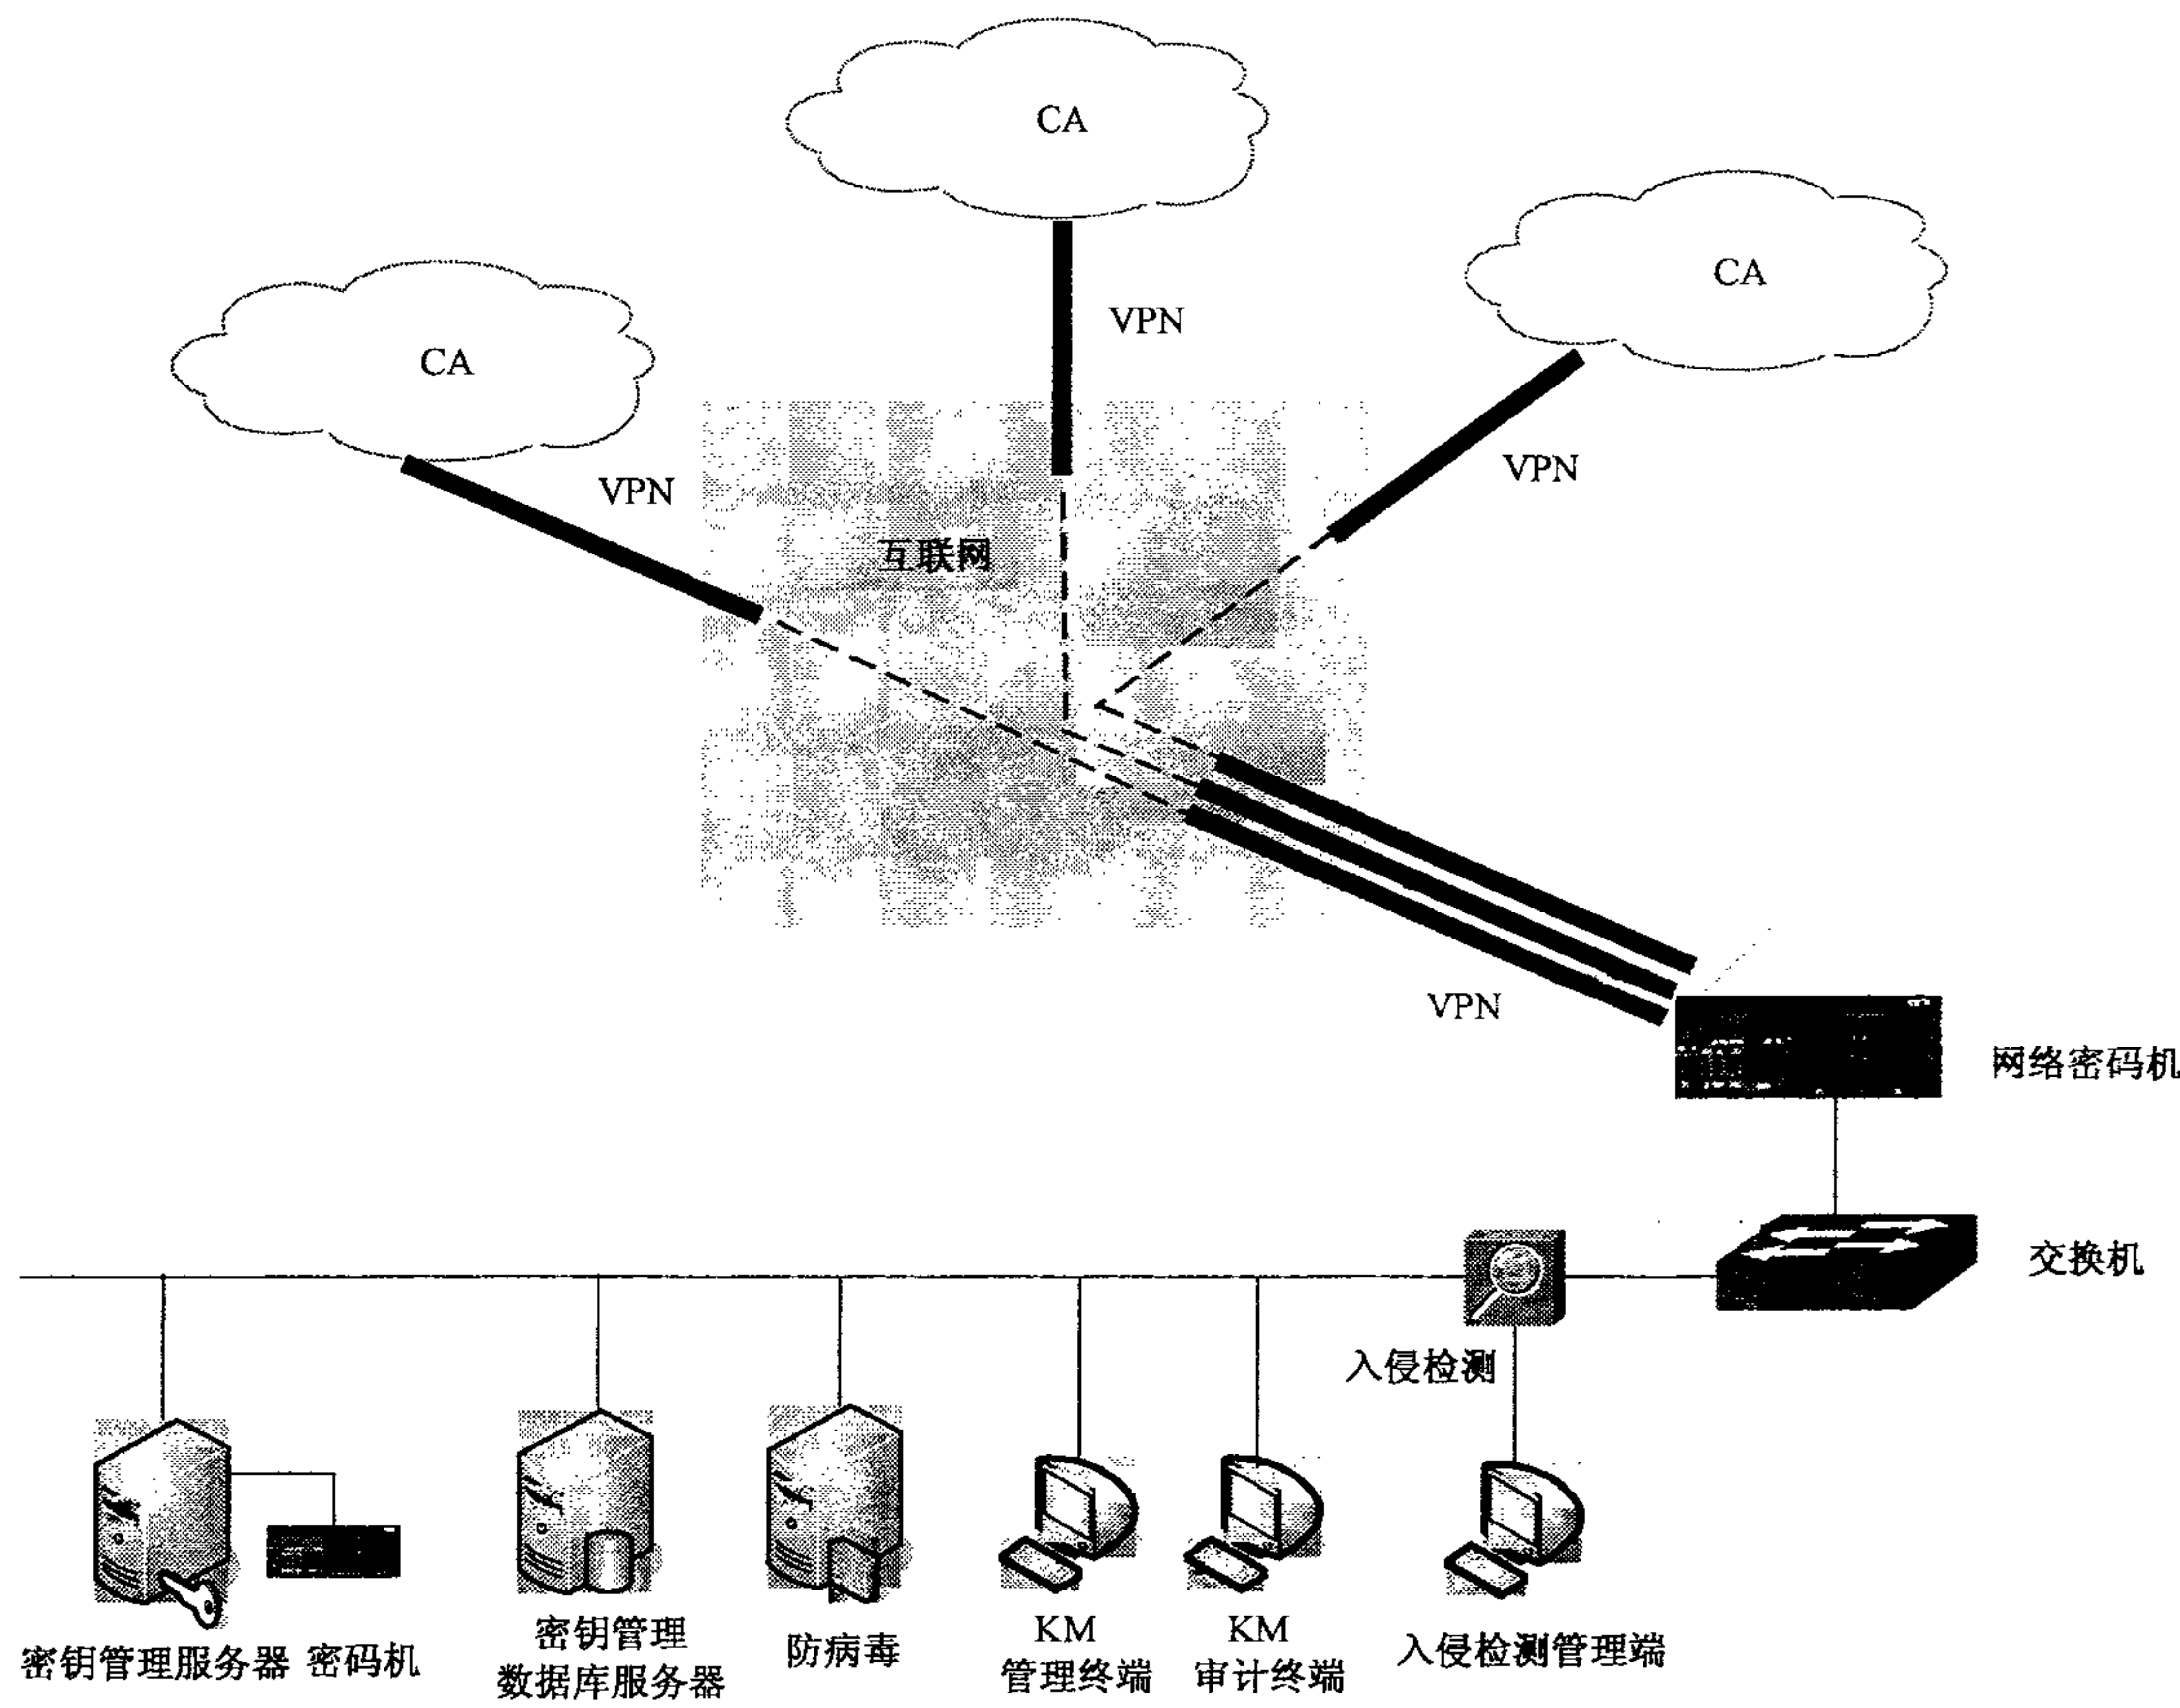 CA
CA
CA
VPN
VPN
VPN
互联网
VPN
网络密码机
交换机
入侵检测
密钥管理服务器
密码机
密钥管理
数据库服务器
防病毒
KM
管理终端
KM
审计终端
入侵检测管理端